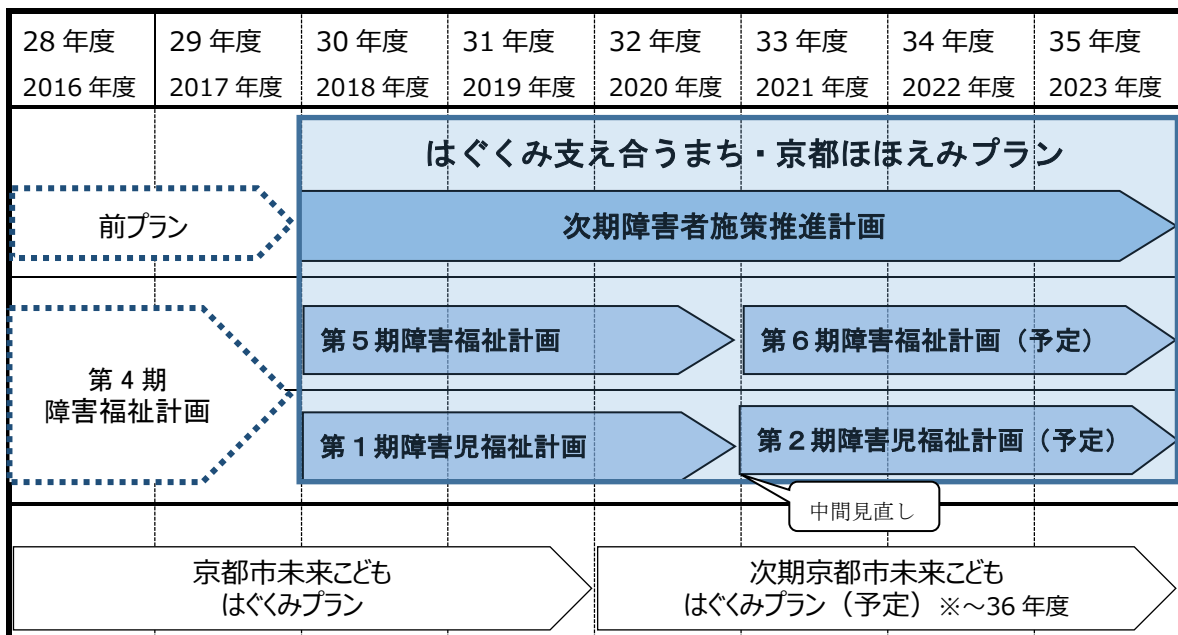 28 年度 29 年度 30 年度 31 年度 32 年度 33 年度 34 年度 35 年度
2016 年度 2017 年度 2018 年度 2019 年度 2020 年度 2021 年度 2022 年度 2023 年度
はぐくみ支え合うまち・京都ほほえみプラン
前プラン
次期障害者施策推進計画
第５期障害福祉計画
第６期障害福祉計画（予定）
第 4 期
障害福祉計画
第１期障害児福祉計画
第２期障害児福祉計画（予定）
中間見直し
京都市未来こども
はぐくみプラン
次期京都市未来こども
はぐくみプラン（予定）※～36 年度